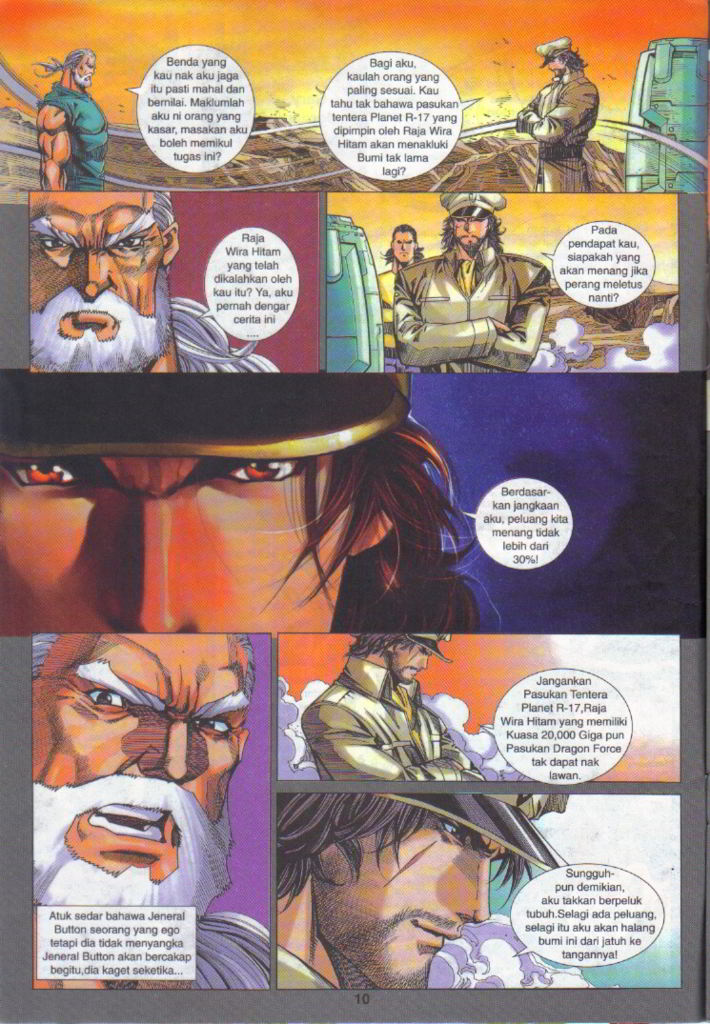 Benda yang
kau nak aku jaga
itu pasti mahal dan
bernilai. Maklumlah
aku ni orang yang
kasar, masakan aku
boleh memikul
tugas ini?
Bagi aku,
kaulah orang yang
paling sesuai. Kau
tahu tak bahawa pasukan
tentera Planet R-17 yang
dipimpin oleh Raja Wira
Hitam akan menakluki
Bumi tak lama
lagi?
Raja
Wira Hitam
yang telah
dikalahkan oleh
kau itu? Ya, aku
pernah dengar
cerita ini
....
Pada
pendapat kau,
siapakah yang
akan menang jika
perang meletus
nanti?
Berdasar-
kan jangkaan
aku, peluang kita
menang tidak
lebih dari
30%!
Atuk sedar bahawa Jeneral
Button seorang yang ego
tetapi dia tidak menyangka
Jeneral Button akan bercakap
begitu,dia kaget seketika...
Jangankan
Pasukan Tentera
Planet R-17,Raja
Wira Hitam yang memiliki
Kuasa 20,000 Giga pun
Pasukan Dragon Force
tak dapat nak
lawan.
Sungguh-
pun demikian,
aku takkan berpeluk
tubuh.Selagi ada peluang,
selagi itu aku akan halang
bumi ini dari jatuh ke
tangannya!
10